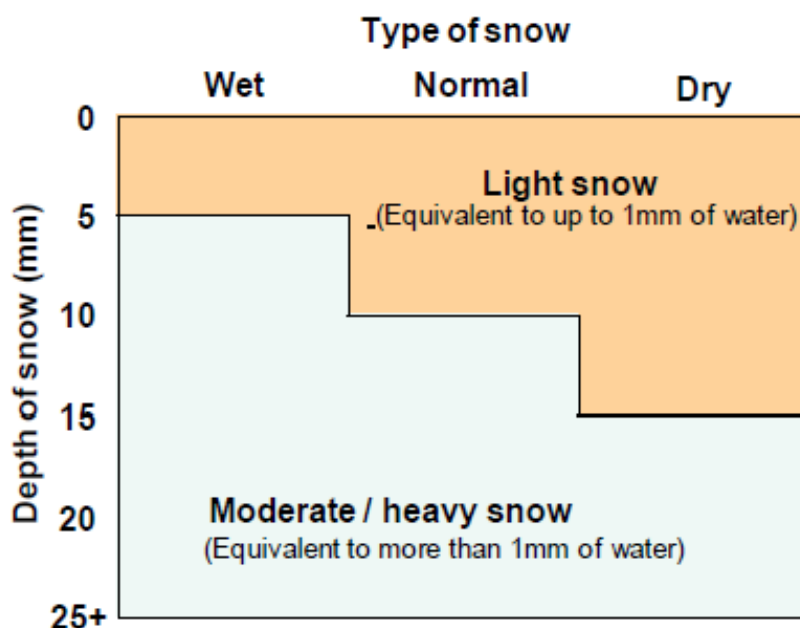 Type of snow
Wet Normal Dry
Depth of snow (mm)
0
5
10
15
20
25+
Light snow
(Equivalent to up to 1mm of water)
Moderate / heavy snow
(Equivalent to more than 1mm of water)